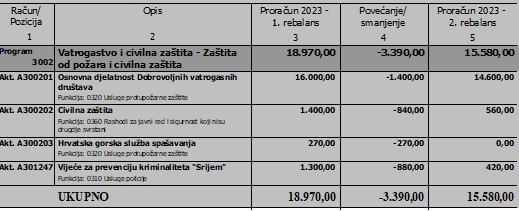 Račun/ Pozicija Opis Proračun 2023 - 1. rebalans Povećanje/ smanjenje Proračun 2023 - 2. rebalans
1 2 3 4 5
Program 3002 Vatrogastvo i civilna zaštita - Zaštita od požara i civilna zaštita 18.970,00 -3.390,00 15.580,00
Akt. A300201 Osnovna djelatnost Dobrovoljnih vatrogasnih društava 16.000,00 -1.400,00 14.600,00
Funkcija: 0320 Usluge protupožarne zaštite
Akt. A300202 Civilna zaštita 1.400,00 -840,00 560,00
Funkcija: 0360 Rashodi za javni red i sigurnost koji nisu drugdje svrstani
Akt. A300203 Hrvatska gorska služba spašavanja 270,00 -270,00 0,00
Funkcija: 0320 Usluge protupožarne zaštite
Akt. A301247 Vijeće za prevenciju kriminaliteta "Srijem" 1.300,00 -880,00 420,00
Funkcija: 0310 Usluge policije
UKUPNO 18.970,00 -3.390,00 15.580,00